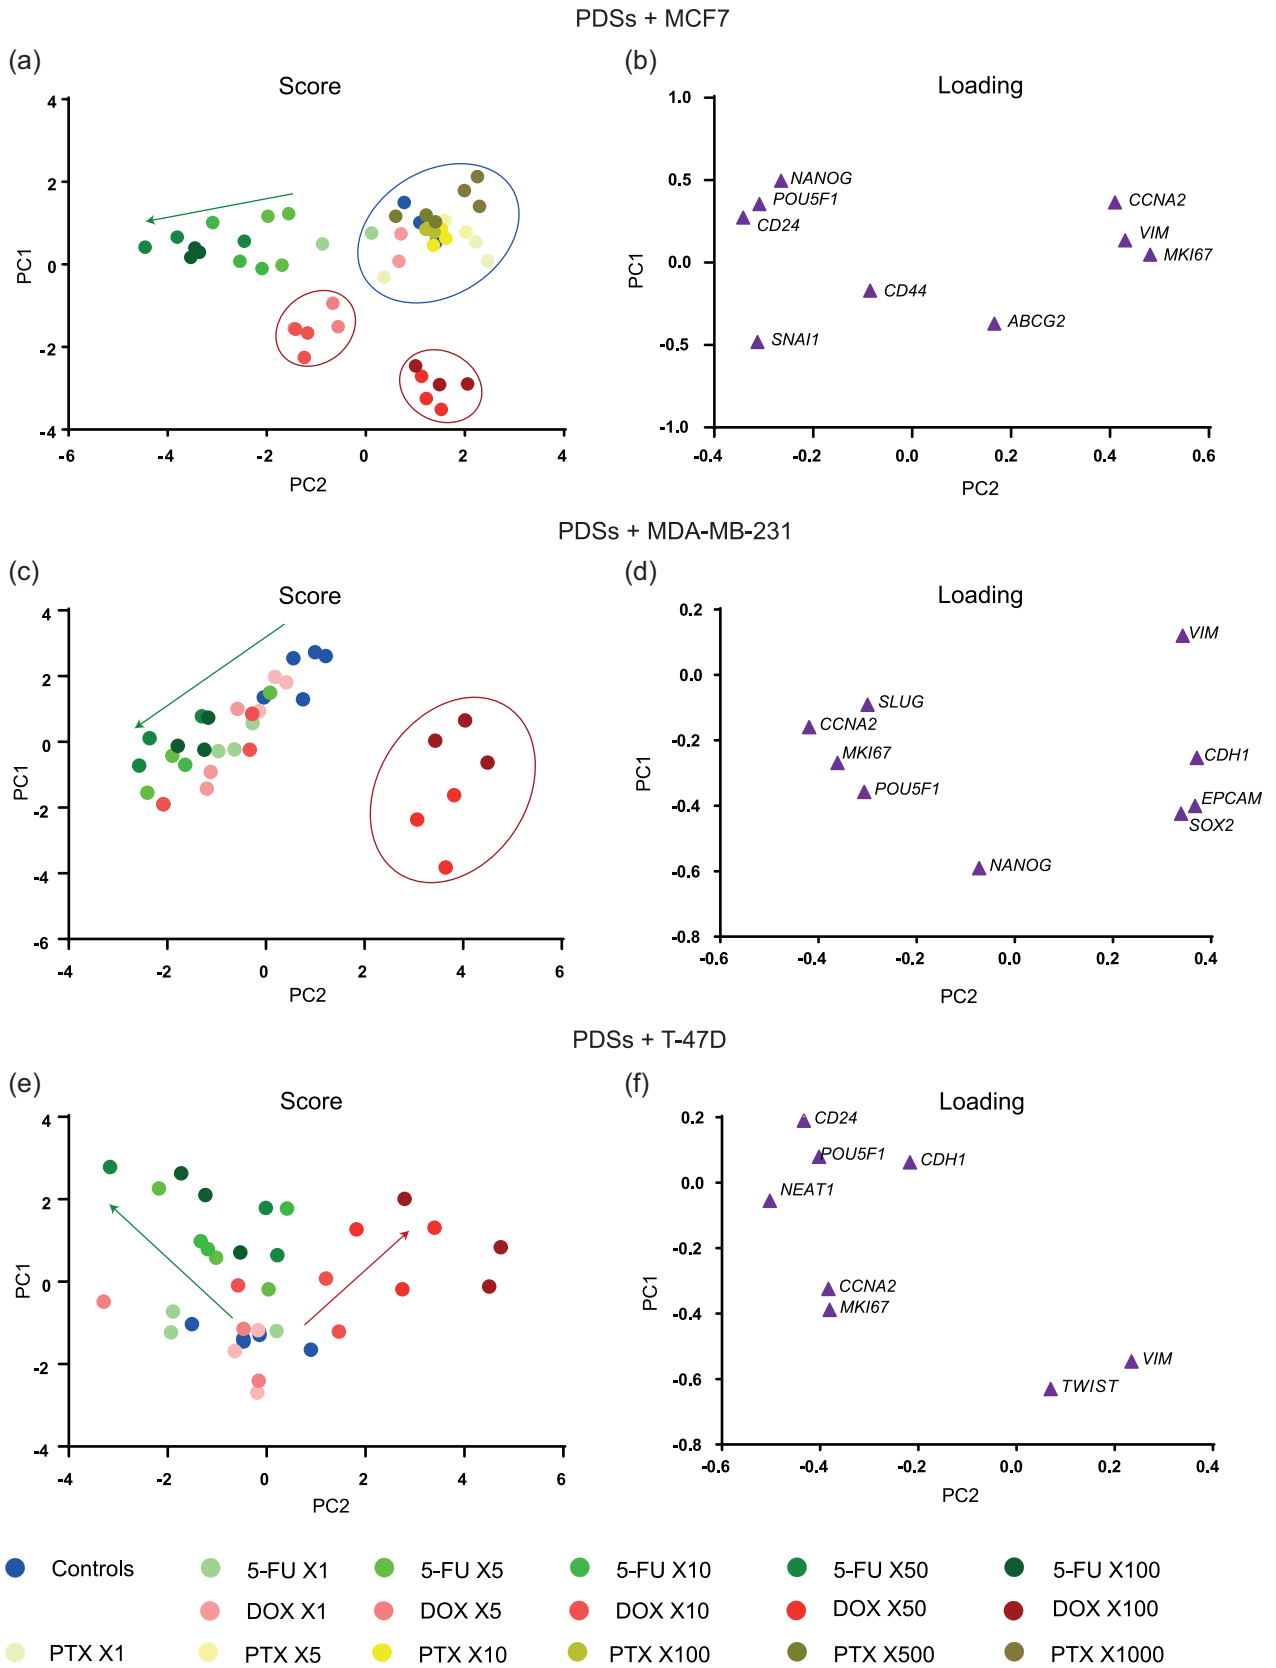 PDSs + MCF7
(a)
(b)
Score
Loading
4
2
0
-2
-4
PC1
-6
-4
-2
0
2
4
PC2
1.0
0.5
0.0
-0.5
-1.0
PC1
NANOG
POU5F1
CD24
CCNA2
VIM
MKI67
CD44
ABCG2
SNAI1
-0.4
-0.2
0.0
0.2
0.4
0.6
PC2
PDSs + MDA-MB-231
(c)
(d)
Score
Loading
4
2
0
-2
-4
-6
PC1
-4
-2
0
2
4
6
PC2
0.2
0.0
-0.2
-0.4
-0.6
-0.8
PC1
VIM
SLUG
CCNA2
MKI67
CDH1
POU5F1
EPCAM
SOX2
NANOG
-0.6
-0.4
-0.2
0.0
0.2
0.4
PC2
PDSs + T-47D
(e)
(f)
Score
Loading
4
2
0
-2
-4
PC1
-4
-2
0
2
4
6
PC2
0.2
0.0
-0.2
-0.4
-0.6
-0.8
PC1
CD24
POU5F1
CDH1
NEAT1
CCNA2
MKI67
VIM
TWIST
-0.6
-0.4
-0.2
0.0
0.2
0.4
PC2
Controls 5-FU X1 5-FU X5 5-FU X10 5-FU X50 5-FU X100
DOX X1 DOX X5 DOX X10 DOX X50 DOX X100
PTX X1 PTX X5 PTX X10 PTX X100 PTX X500 PTX X1000